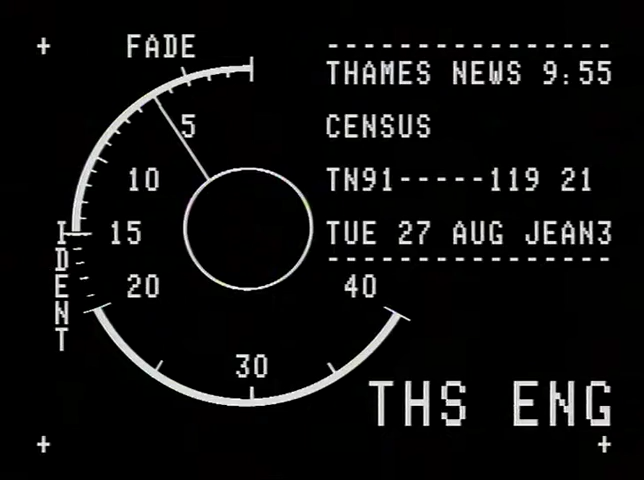 FADE
----------------
THAMES NEWS 9:55
CENSUS
TN91-----119 21
TUE 27 AUG JEAN3
----------------
5
10
15
20
30
40
IDENT
THS ENG